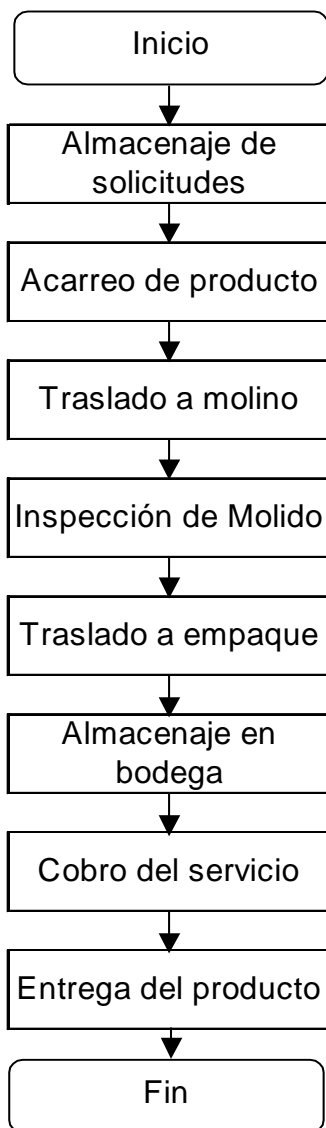 Inicio
Almacenaje de
solicitudes
Acarreo de producto
Traslado a molino
Inspección de Molido
Traslado a empaque
Almacenaje en
bodega
Cobro del servicio
Entrega del producto
Fin